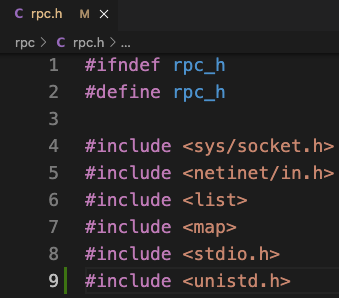 C rpc.h M ×
rpc > C rpc.h > ...
1 #ifndef rpc_h
2 #define rpc_h
3
4 #include <sys/socket.h>
5 #include <netinet/in.h>
6 #include <list>
7 #include <map>
8 #include <stdio.h>
9 #include <unistd.h>